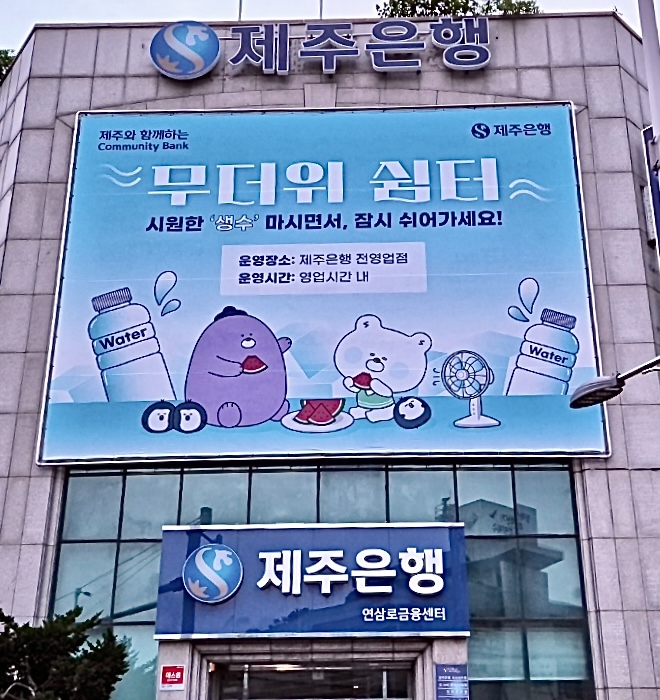 제주은행
제주와 함께하는
Community Bank
제주은행
무더위 쉼터
시원한 '생수' 마시면서, 잠시 쉬어가세요!
운영장소: 제주은행 전영업점
운영시간: 영업시간 내
Water
Water
제주은행
연삼로금융센터
에스원